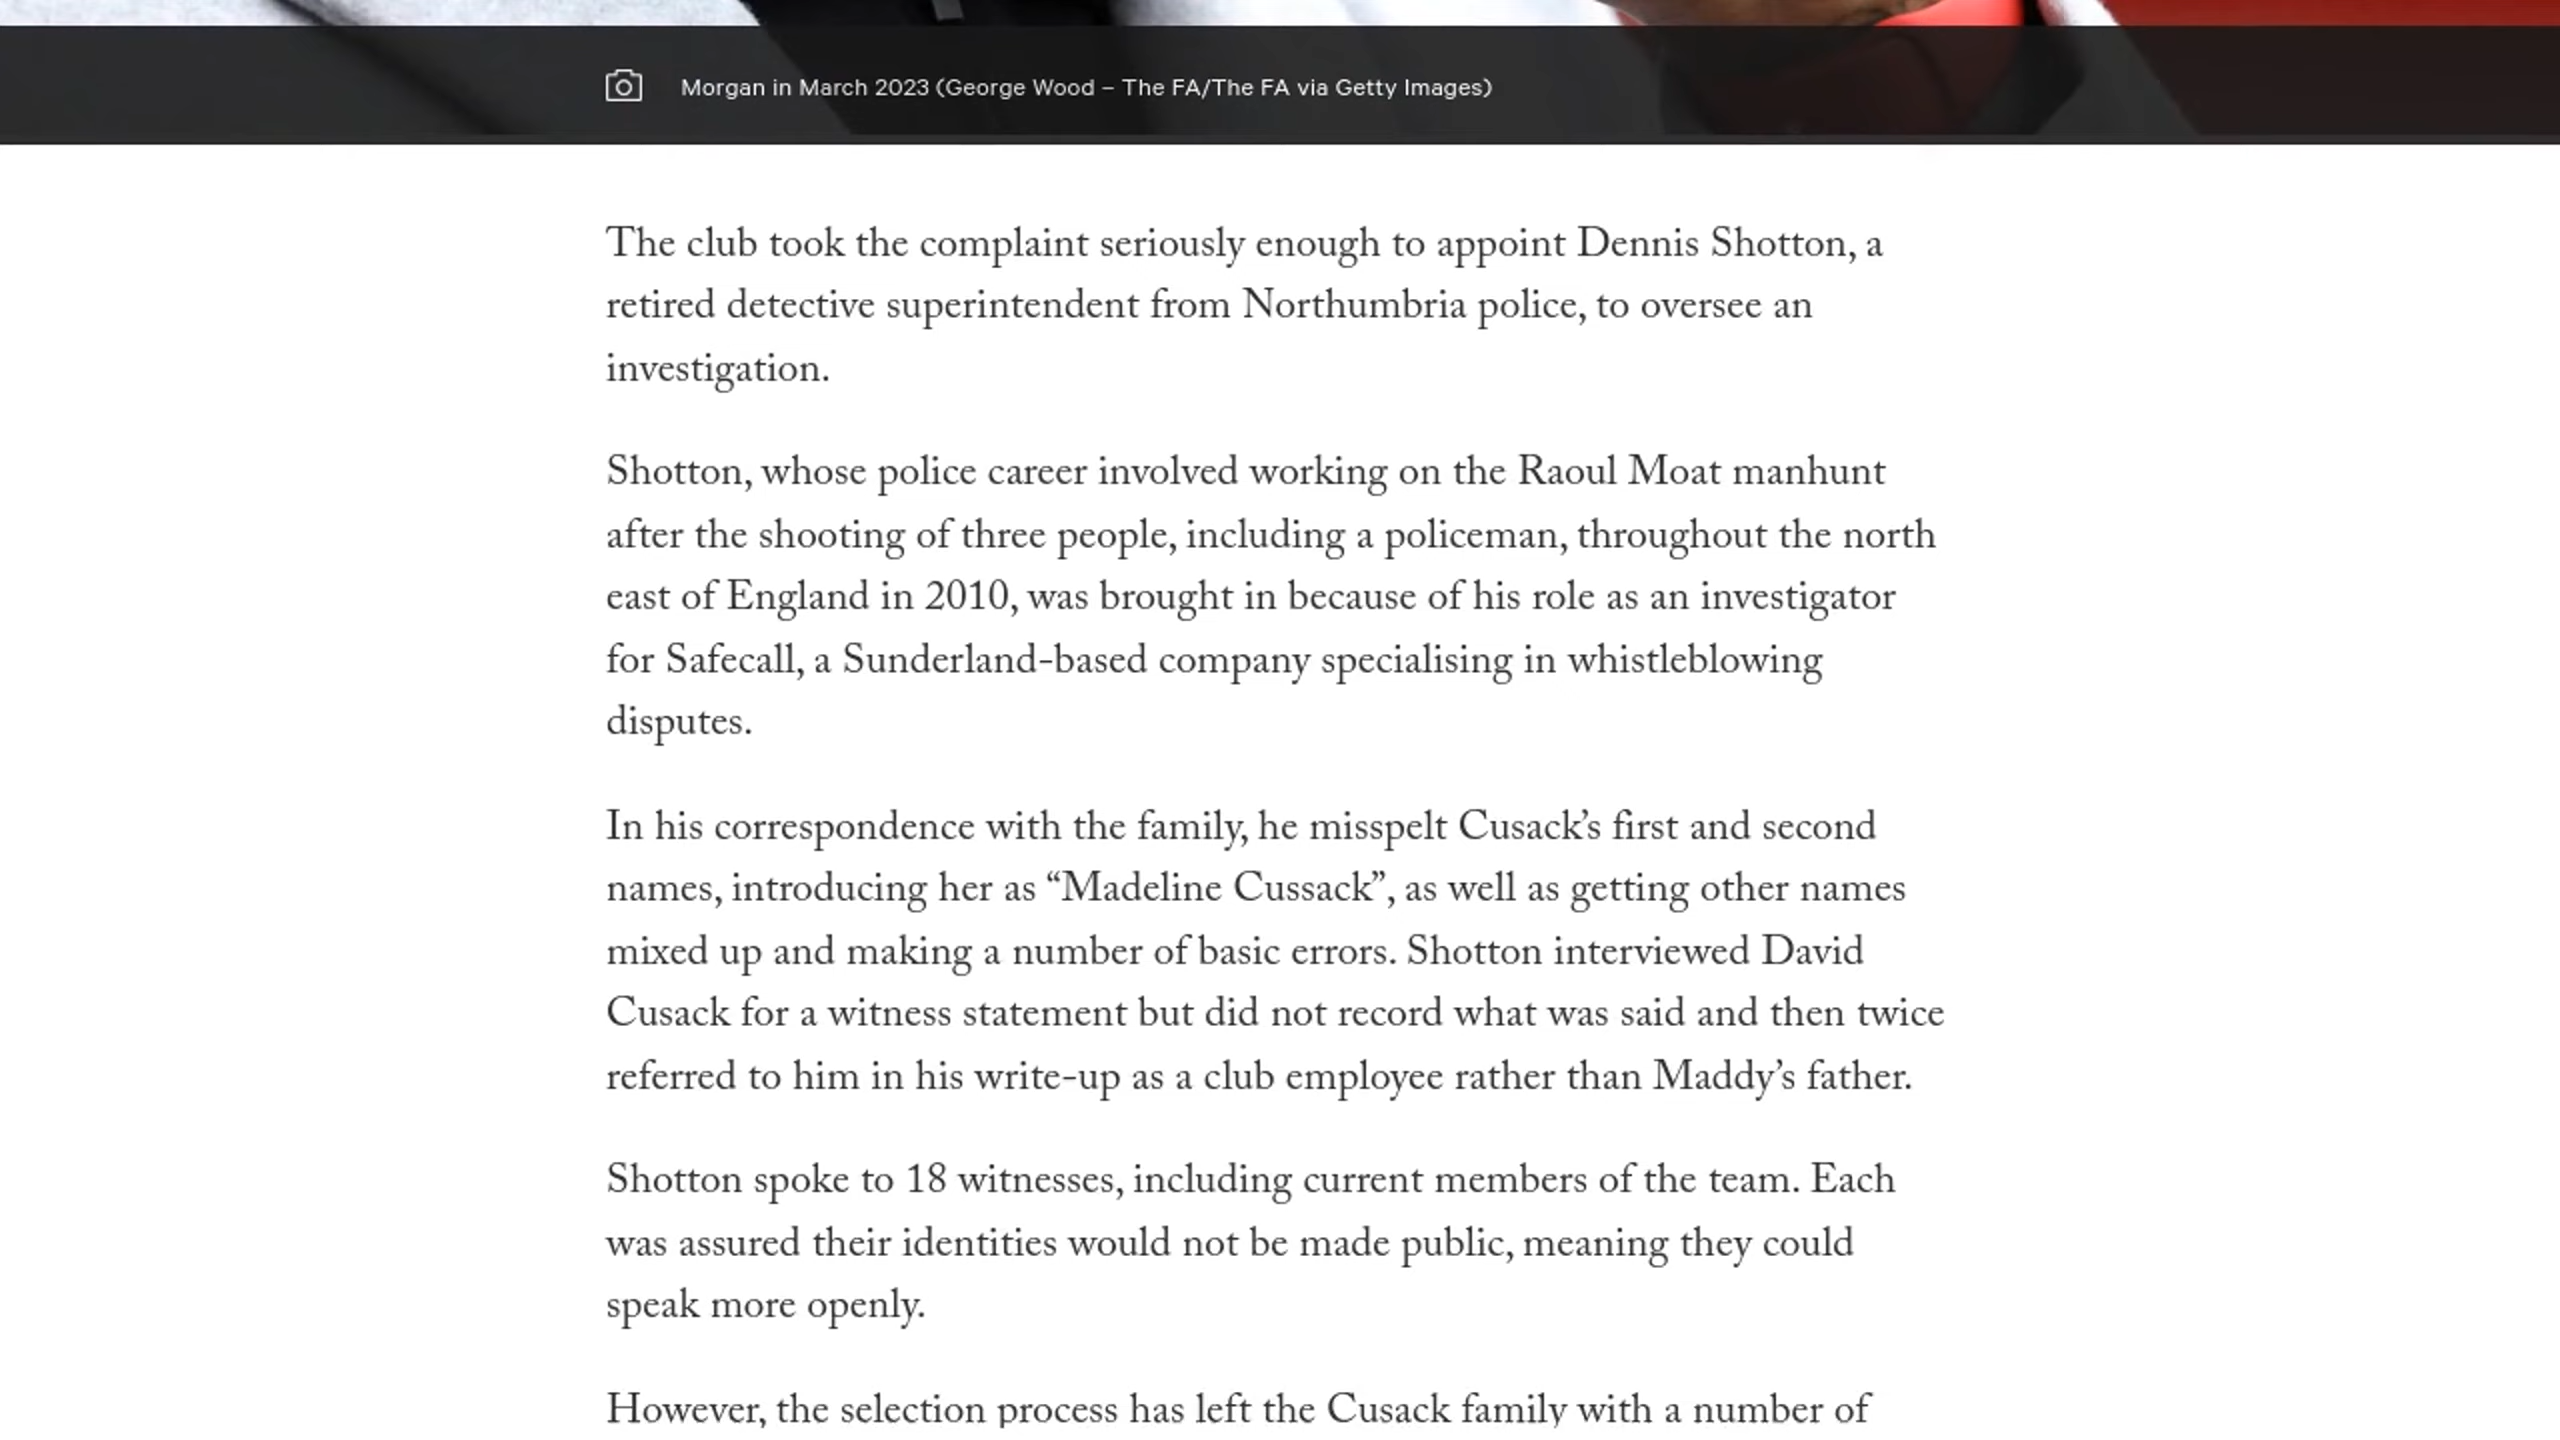 Morgan in March 2023 (George Wood – The FA/The FA via Getty Images)
The club took the complaint seriously enough to appoint Dennis Shotton, a
retired detective superintendent from Northumbria police, to oversee an
investigation.
Shotton, whose police career involved working on the Raoul Moat manhunt
after the shooting of three people, including a policeman, throughout the north
east of England in 2010, was brought in because of his role as an investigator
for Safecall, a Sunderland-based company specialising in whistleblowing
disputes.
In his correspondence with the family, he misspelt Cusack’s first and second
names, introducing her as “Madeline Cussack”, as well as getting other names
mixed up and making a number of basic errors. Shotton interviewed David
Cusack for a witness statement but did not record what was said and then twice
referred to him in his write-up as a club employee rather than Maddy’s father.
Shotton spoke to 18 witnesses, including current members of the team. Each
was assured their identities would not be made public, meaning they could
speak more openly.
However, the selection process has left the Cusack family with a number of